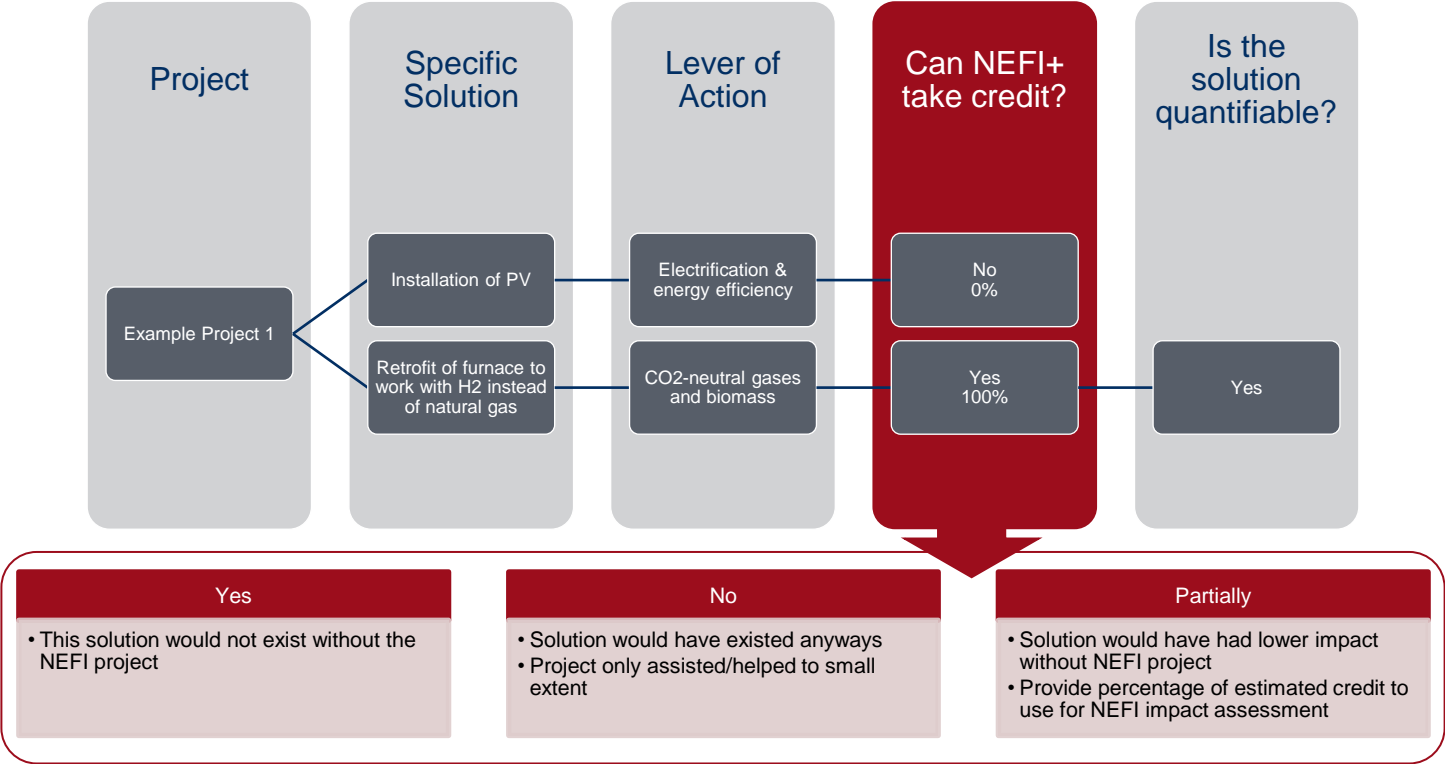 Project
Specific
Solution
Lever of
Action
Can NEFI+
take credit?
Is the
solution
quantifiable?
Example Project 1
Installation of PV
Electrification &
energy efficiency
No
0%
Retrofit of furnace to
work with H2 instead
of natural gas
CO2-neutral gases
and biomass
Yes
100%
Yes
Yes
• This solution would not exist without the
NEFI project
No
• Solution would have existed anyways
• Project only assisted/helped to small
extent
Partially
• Solution would have had lower impact
without NEFI project
• Provide percentage of estimated credit to
use for NEFI impact assessment